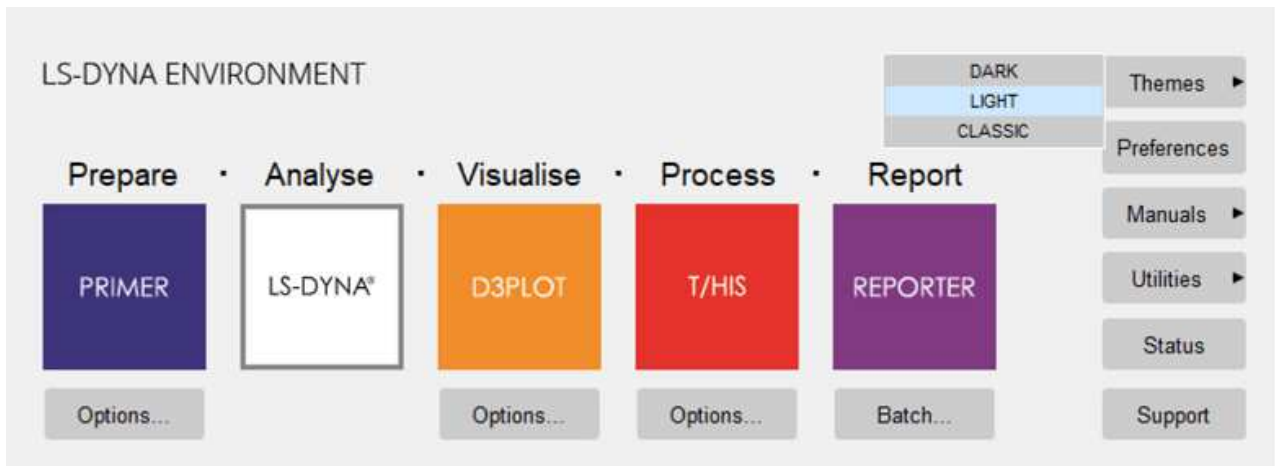 LS-DYNA ENVIRONMENT
DARK
LIGHT
CLASSIC
Themes
Preferences
Manuals
Utilities
Status
Support
Prepare · Analyse · Visualise · Process · Report
PRIMER
LS-DYNA®
D3PLOT
T/HIS
REPORTER
Options...
Options...
Options...
Batch...